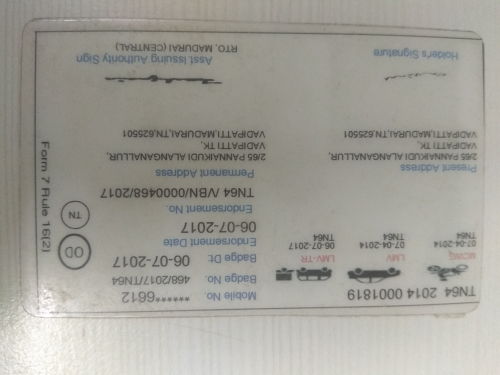 TN64 2014 0001819
MCWG
07-04-2014
TN64
LMV
07-04-2014
TN64
LMV-TR
06-07-2017
TN64
Mobile No. ******6612
Badge No. 468/2017/TN64
Badge Dt. 06-07-2017
Endorsement Date
06-07-2017
Endorsement No.
TN64 /VBN/0000468/2017
Present Address
2/65 PANNAIKUDI ALANGANALLUR,
VADIPATTI TK,
VADIPATTI,MADURAI,TN,625501
Permanent Address
2/65 PANNAIKUDI ALANGANALLUR,
VADIPATTI TK,
VADIPATTI,MADURAI,TN,625501
Holder's Signature
Asst Issuing Authority Sign
RTO, MADURAI (CENTRAL)
OD
TN
Form 7 Rule 16(2)